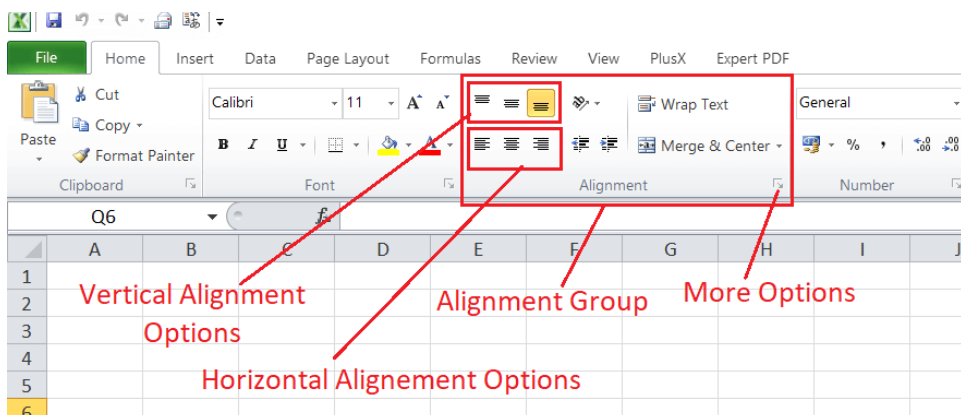 File Home Insert Data Page Layout Formulas Review View PlusX Expert PDF
Cut
Calibri 11 A A Wrap Text General
Copy
Paste B I U A Merge & Center % ,
Format Painter
Clipboard Font Alignment Number
Q6 fx
A B C D E F G H I J
1
2
3
4
5
6
Vertical Alignment
Options
Alignment Group
More Options
Horizontal Alignement Options